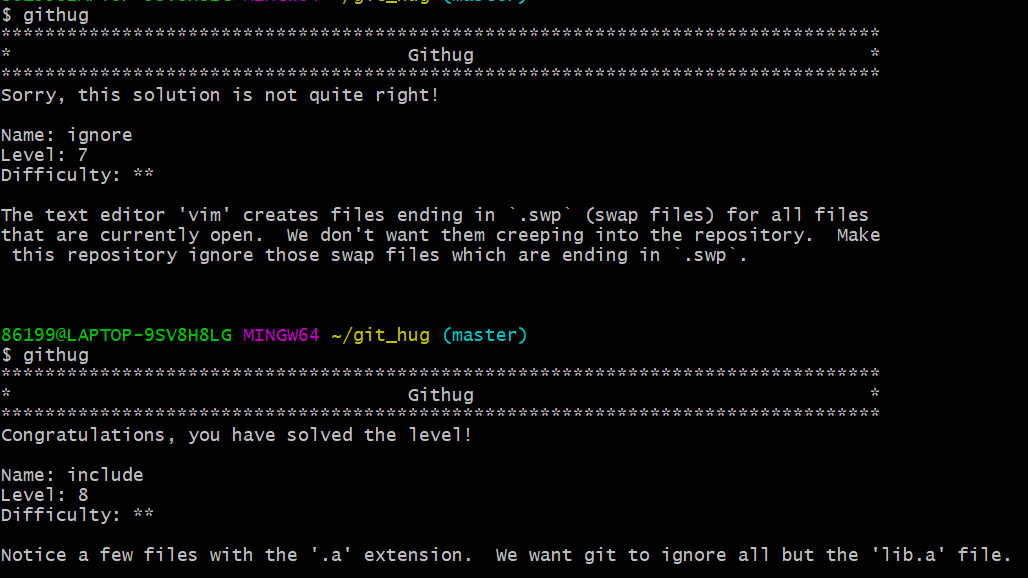 $ githug
********************************************************************************
* Githug *
********************************************************************************
Sorry, this solution is not quite right!
Name: ignore
Level: 7
Difficulty: **
The text editor 'vim' creates files ending in `.swp` (swap files) for all files
that are currently open.  We don't want them creeping into the repository.  Make
 this repository ignore those swap files which are ending in `.swp`.
86199@LAPTOP-9SV8H8LG MINGW64 ~/git_hug (master)
$ githug
********************************************************************************
* Githug *
********************************************************************************
Congratulations, you have solved the level!
Name: include
Level: 8
Difficulty: **
Notice a few files with the '.a' extension.  We want git to ignore all but the 'lib.a' file.